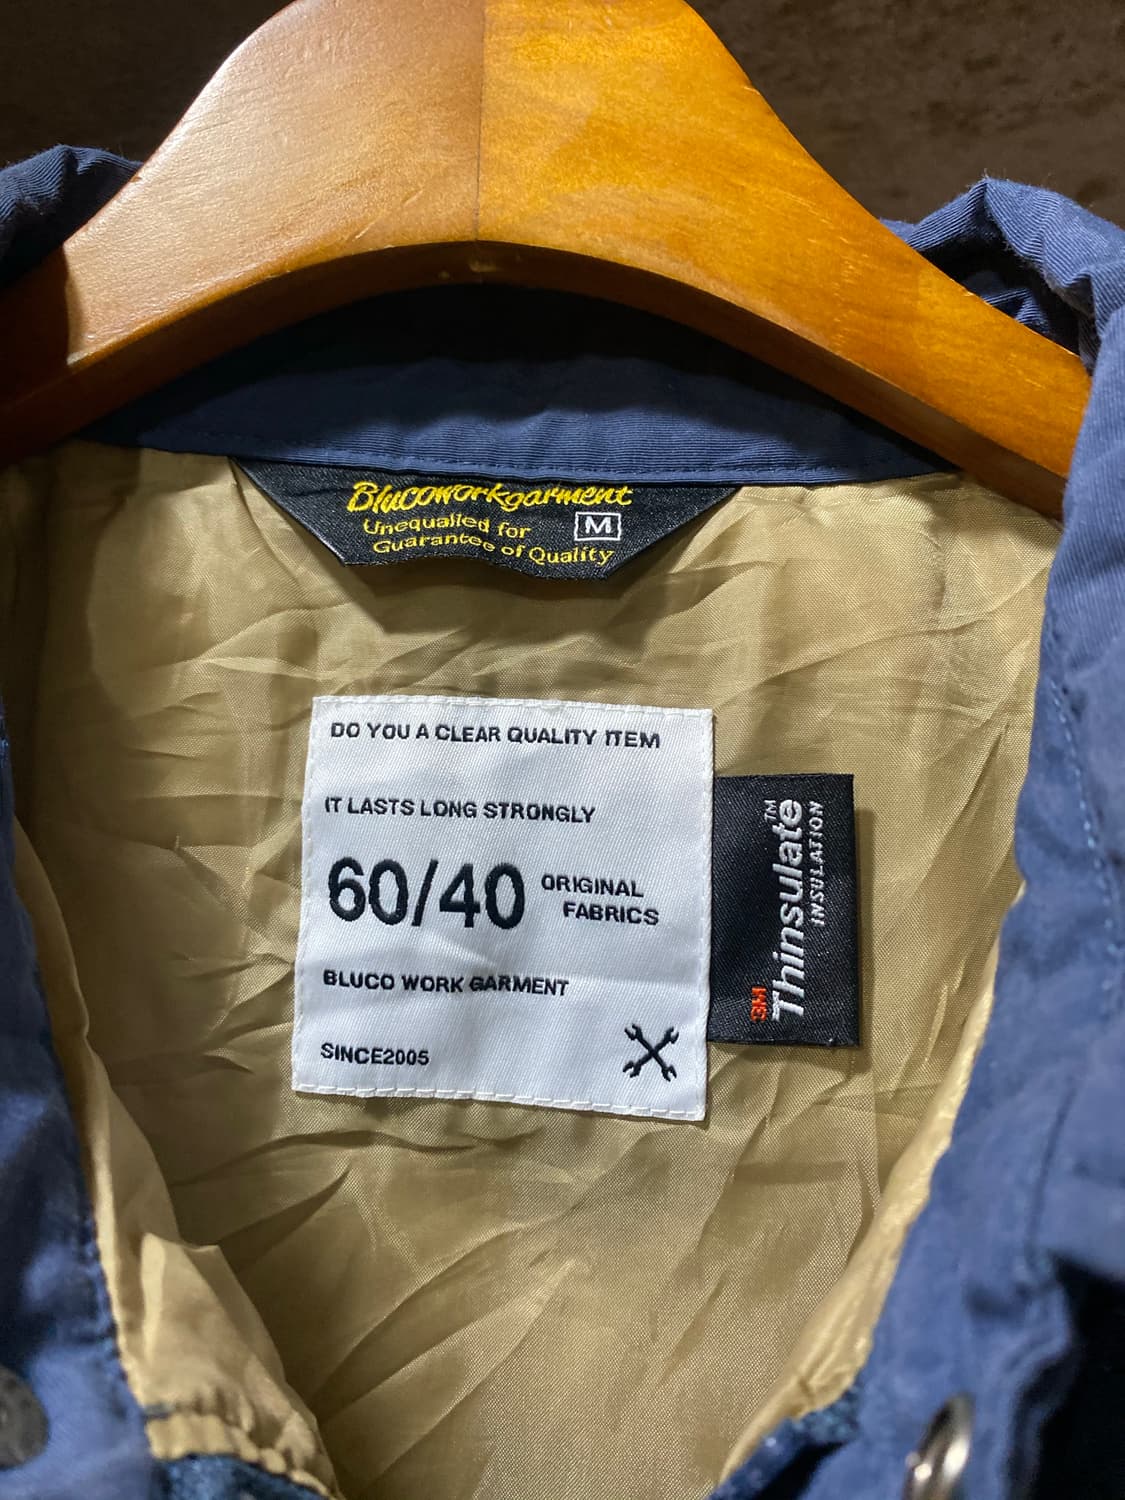 Blucoworkgarment
Unequalled for
M
Guarantee of Quality
DO YOU A CLEAR QUALITY ITEM
IT LASTS LONG STRONGLY
60/40
ORIGINAL
FABRICS
BLUCO WORK GARMENT
SINCE2005
3M
Thinsulate™
INSULATION